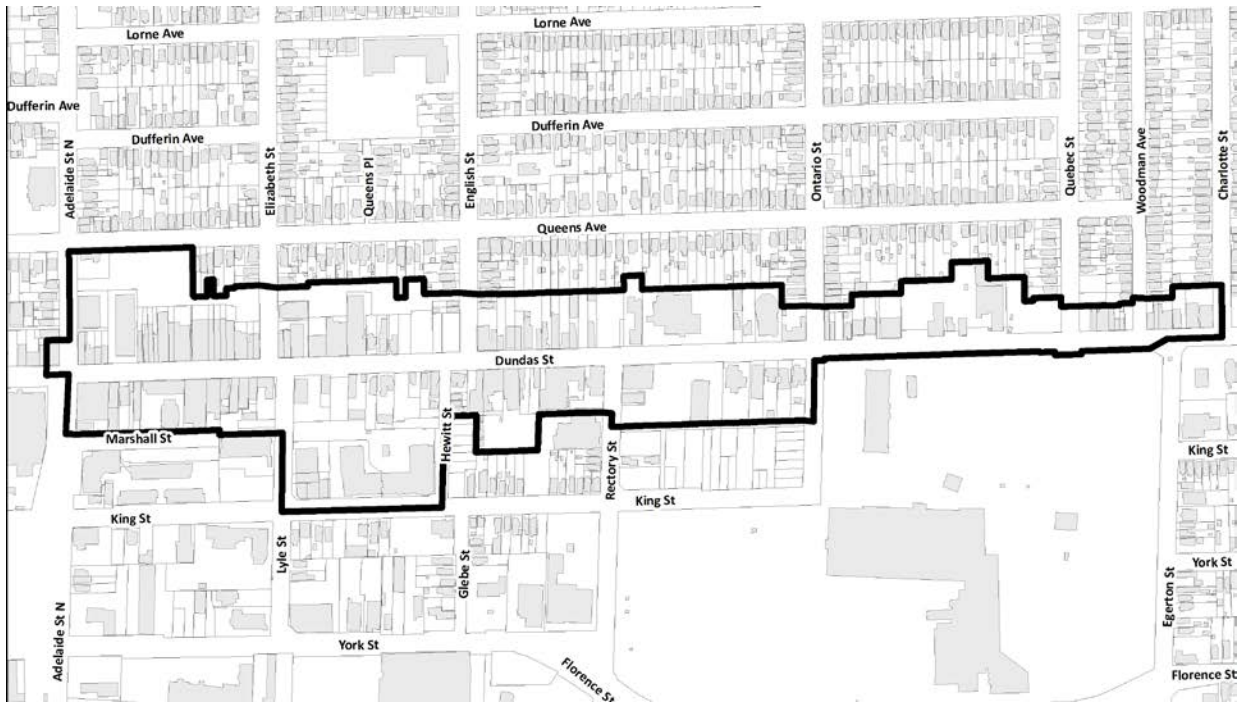 Lorne Ave
Lorne Ave
Dufferin Ave
Dufferin Ave
Dufferin Ave
Adelaide St N
Elizabeth St
Queens Pl
English St
Ontario St
Quebec St
Woodman Ave
Charlotte St
Queens Ave
Dundas St
Marshall St
Hewitt St
Rectory St
King St
King St
King St
Lyle St
Glebe St
Adelaide St N
York St
York St
Egerton St
Florence St
Florence St